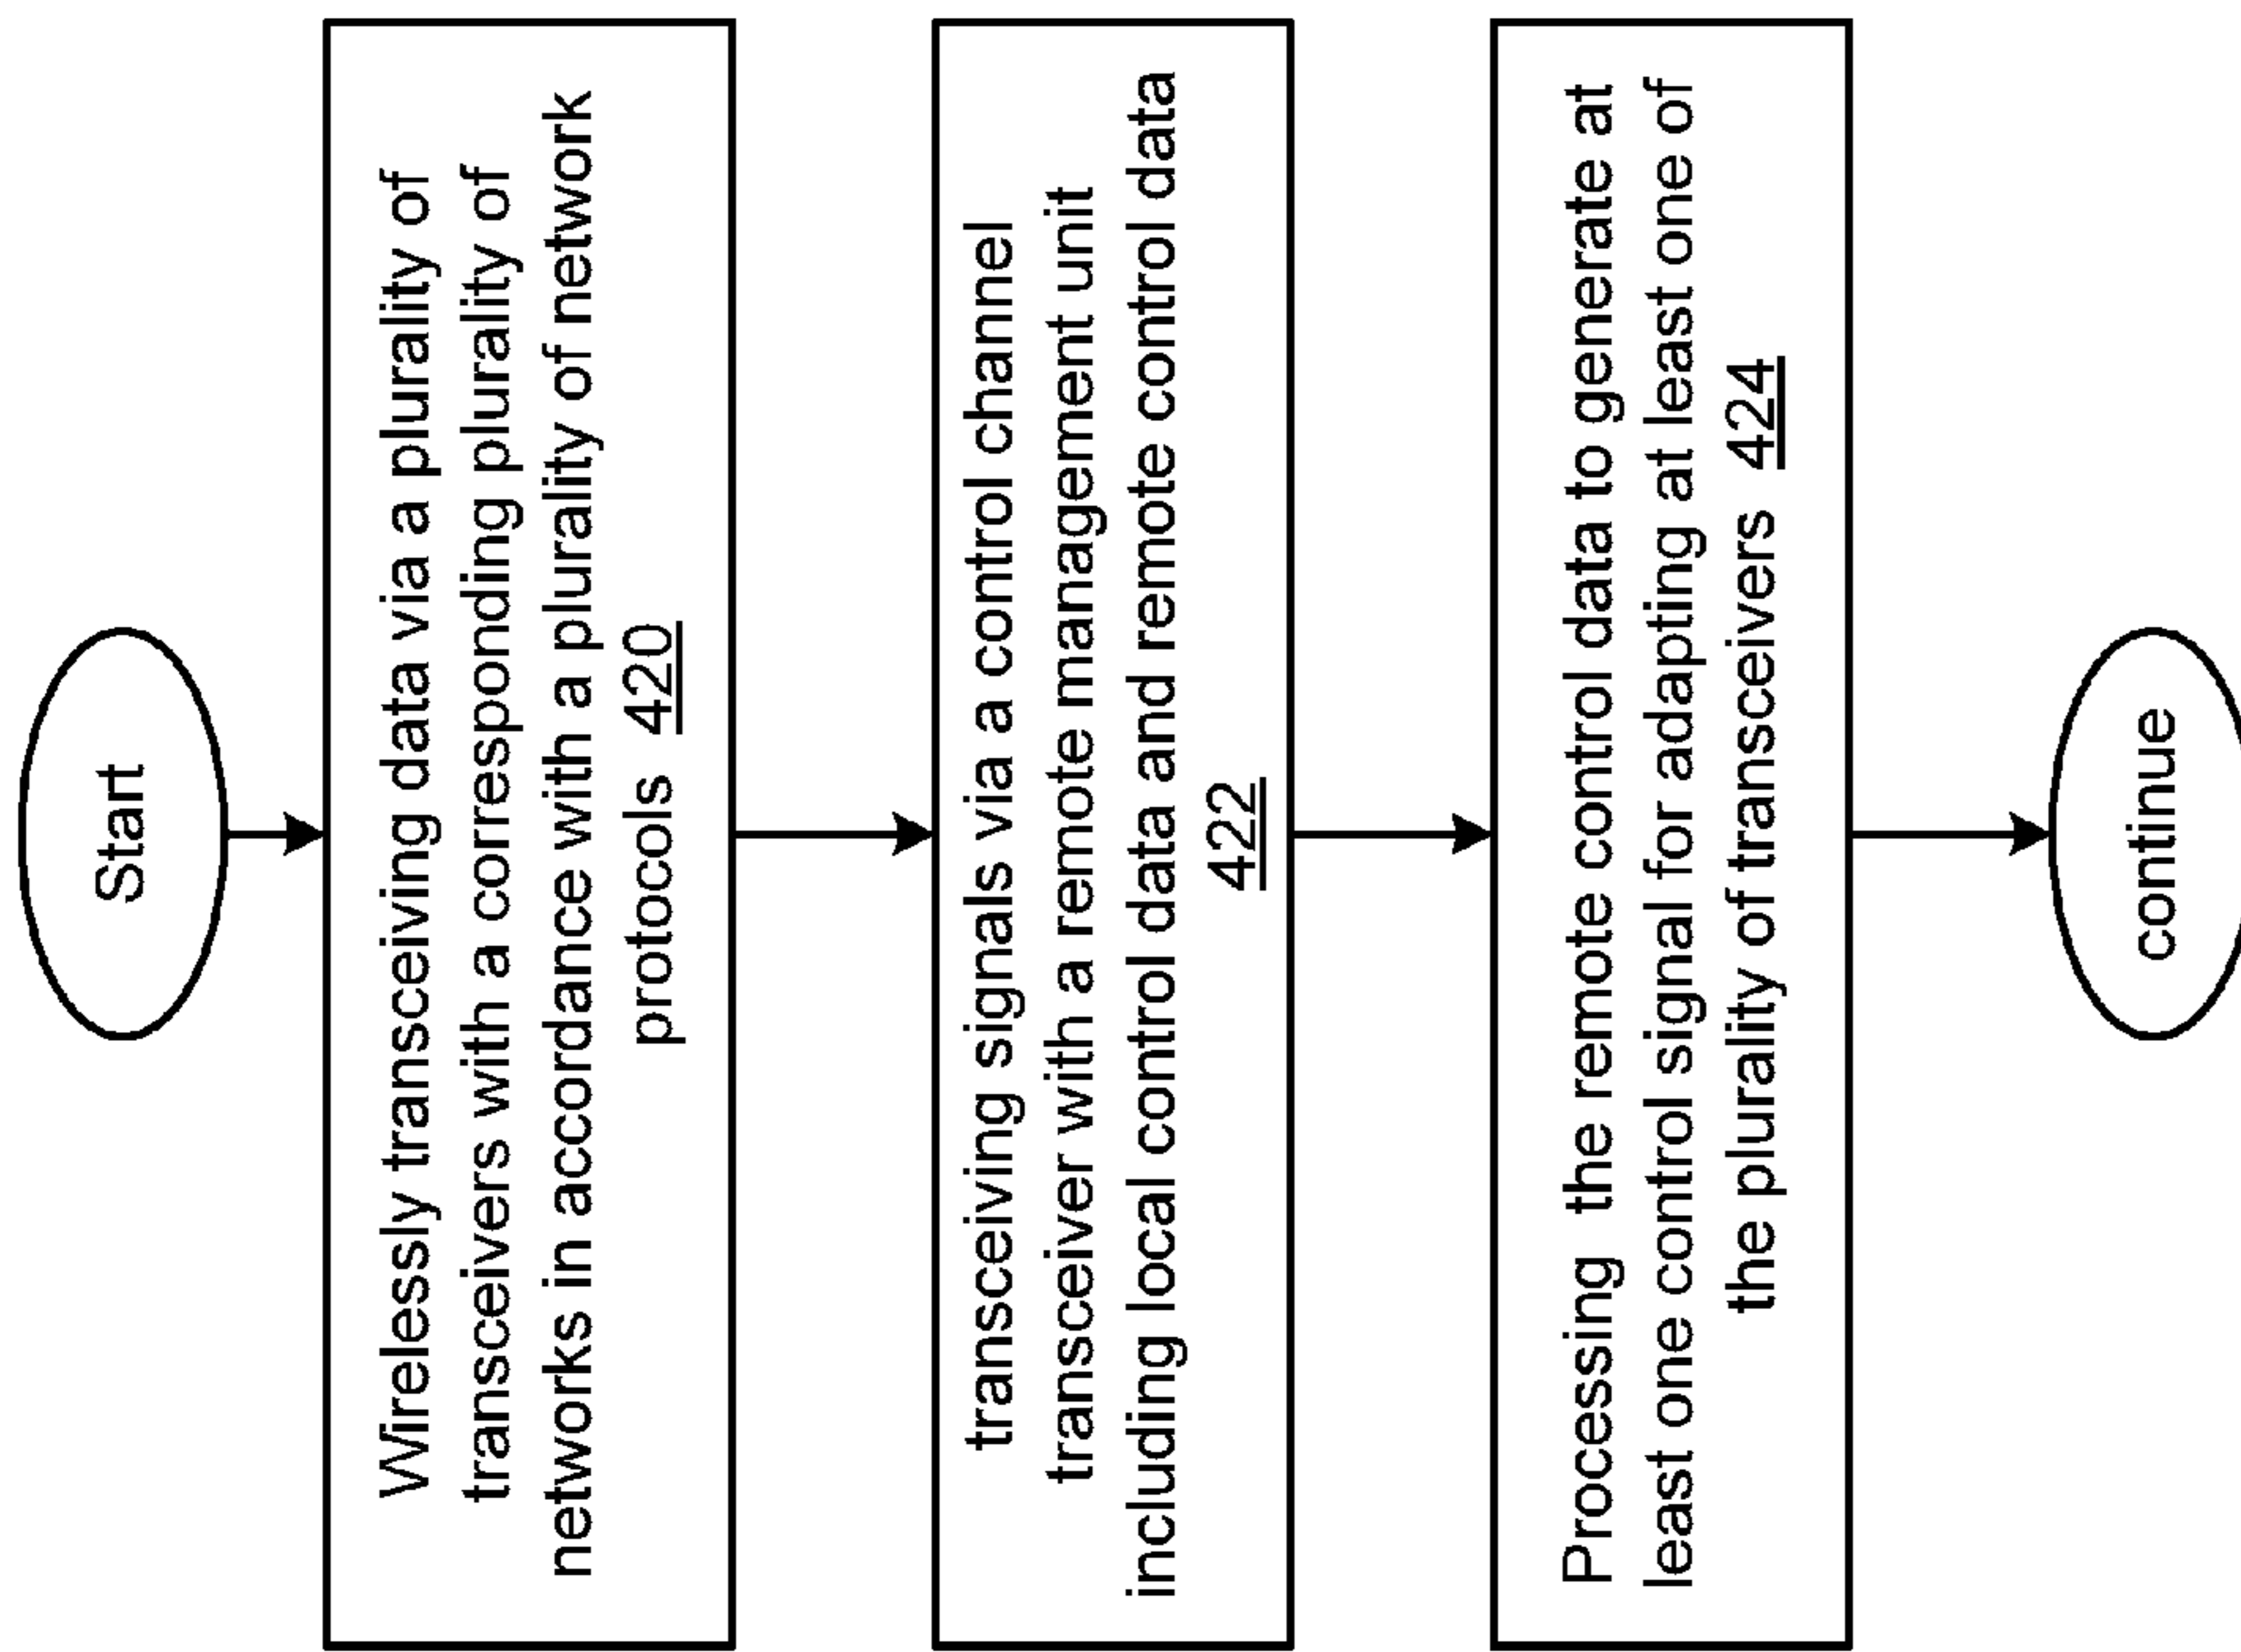 Start
Wirelessly transceiving data via a plurality of
transceivers with a corresponding plurality of
networks in accordance with a plurality of network
protocols 420
transceiving signals via a control channel
transceiver with a remote management unit
including local control data and remote control data
422
Processing the remote control data to generate at
least one control signal for adapting at least one of
the plurality of transceivers 424
continue